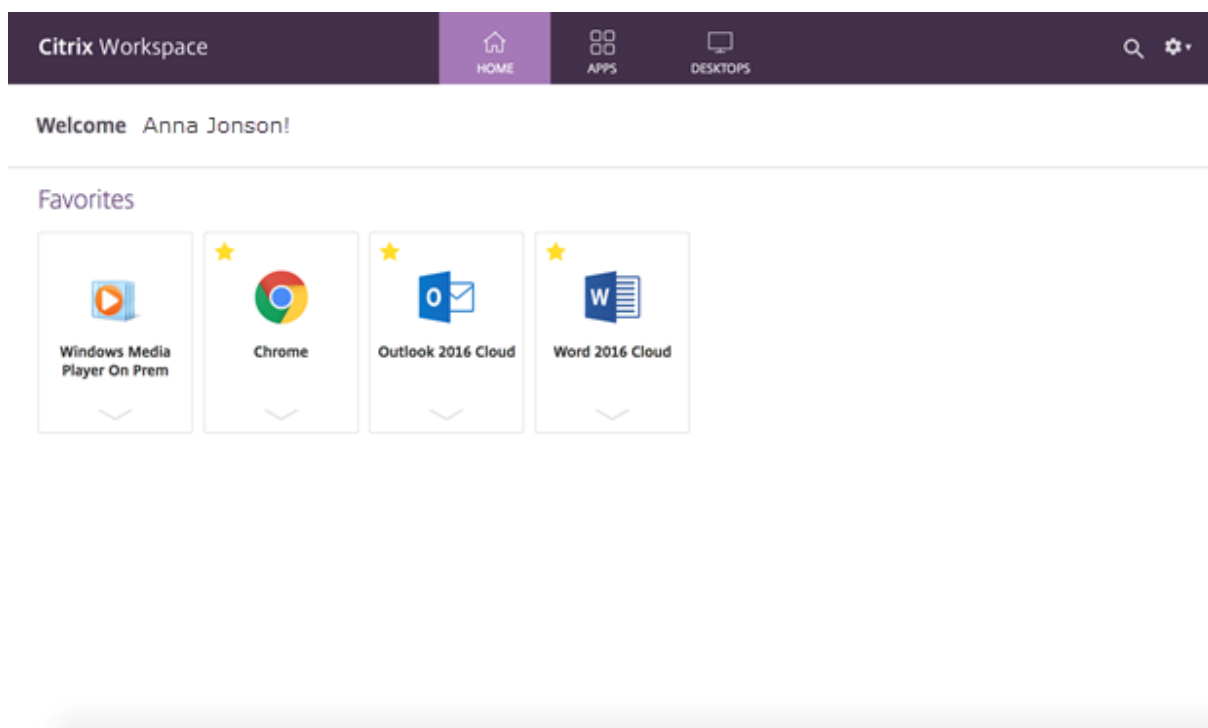 Citrix Workspace
HOME
APPS
DESKTOPS
Welcome Anna Jonson!
Favorites
Windows Media
Player On Prem
Chrome
Outlook 2016 Cloud
Word 2016 Cloud